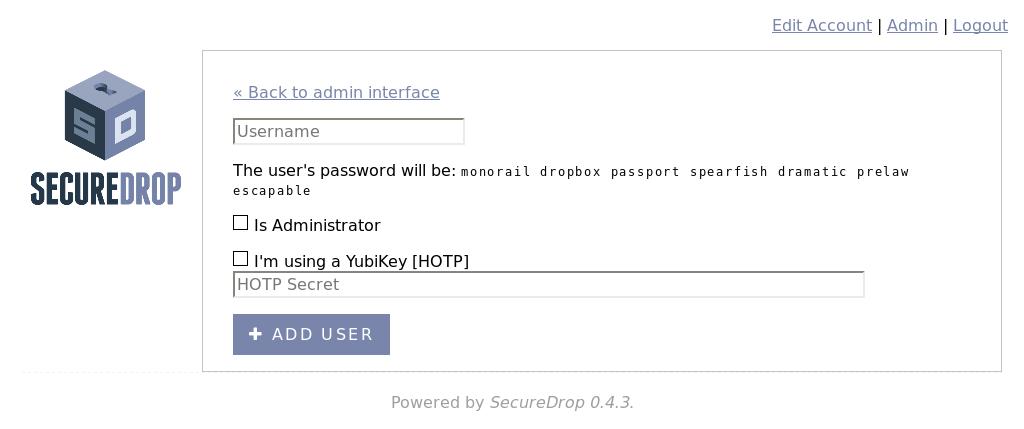 Edit Account | Admin | Logout
« Back to admin interface
SD
Username
The user's password will be: monorail dropbox passport spearfish dramatic prelaw
escapable
SECUREDROP
Is Administrator
I'm using a YubiKey [HOTP]
HOTP Secret
+ ADD USER
Powered by SecureDrop 0.4.3.